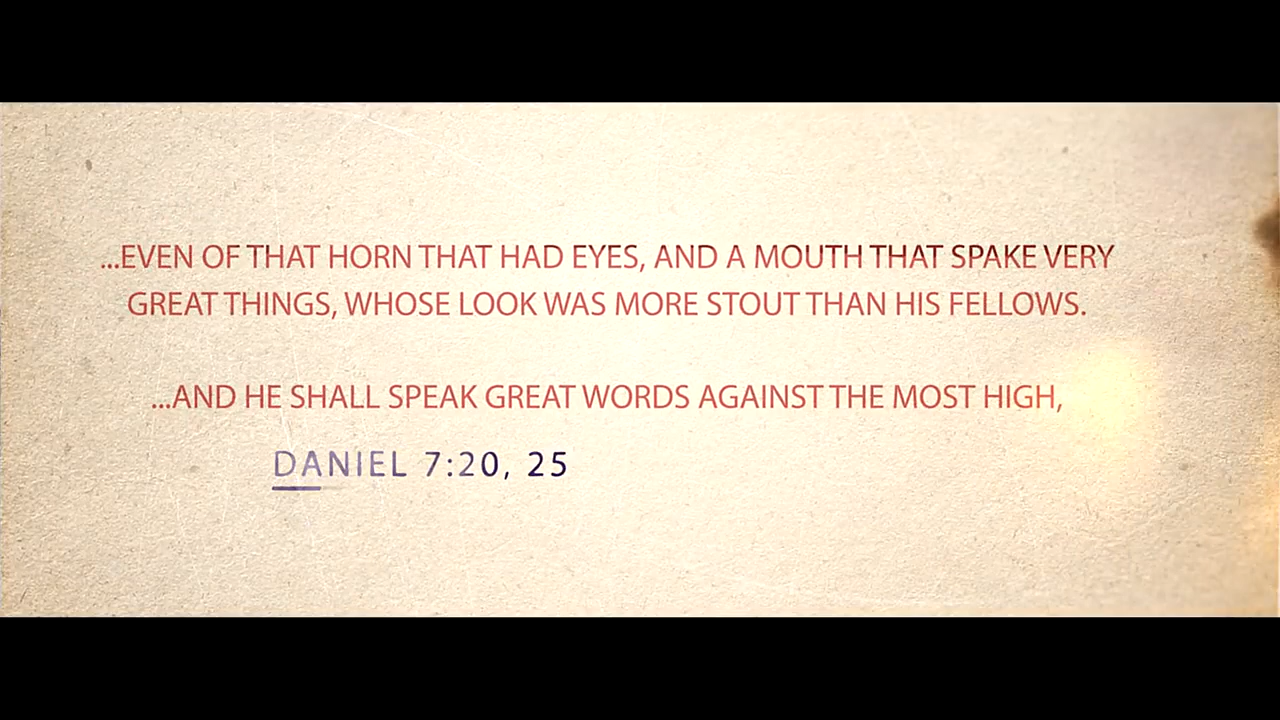 ...EVEN OF THAT HORN THAT HAD EYES, AND A MOUTH THAT SPAKE VERY
GREAT THINGS, WHOSE LOOK WAS MORE STOUT THAN HIS FELLOWS.
...AND HE SHALL SPEAK GREAT WORDS AGAINST THE MOST HIGH,
DANIEL 7:20, 25